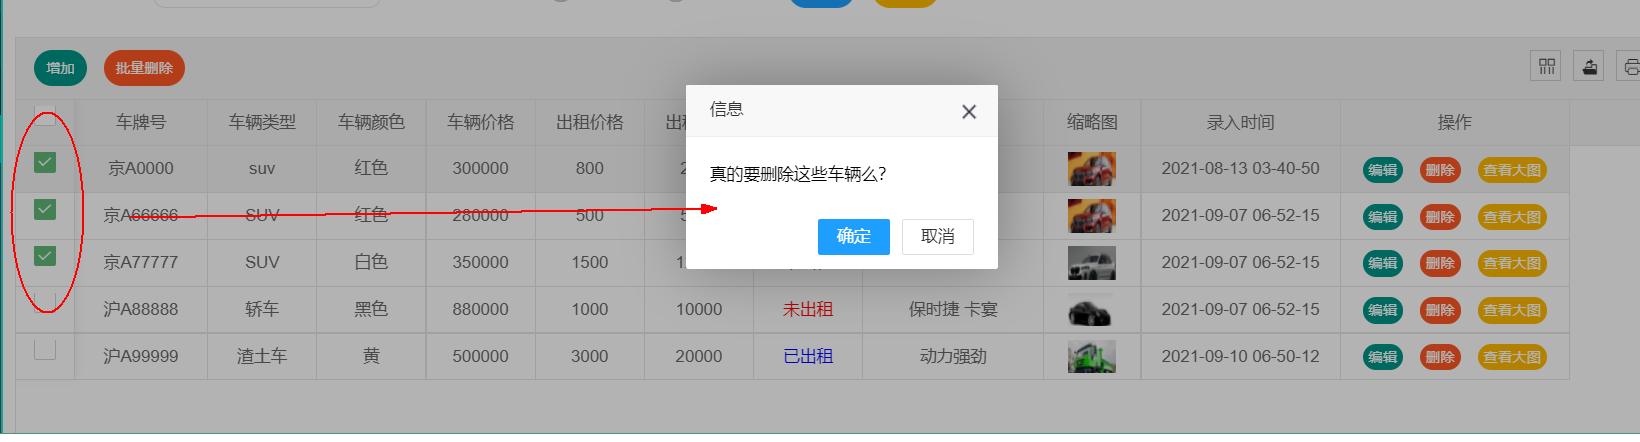 增加 批量删除
信息
真的要删除这些车辆么?
确定 取消
车牌号 车辆类型 车辆颜色 车辆价格 出租价格 缩略图 录入时间 操作
京A0000 suv 红色 300000 800 2021-08-13 03-40-50 编辑 删除 查看大图
京A66666 SUV 红色 280000 500 2021-09-07 06-52-15 编辑 删除 查看大图
京A77777 SUV 白色 350000 1500 2021-09-07 06-52-15 编辑 删除 查看大图
沪A88888 轿车 黑色 880000 1000 10000 未出租 保时捷 卡宴 2021-09-07 06-52-15 编辑 删除 查看大图
沪A99999 渣土车 黄 500000 3000 20000 已出租 动力强劲 2021-09-10 06-50-12 编辑 删除 查看大图